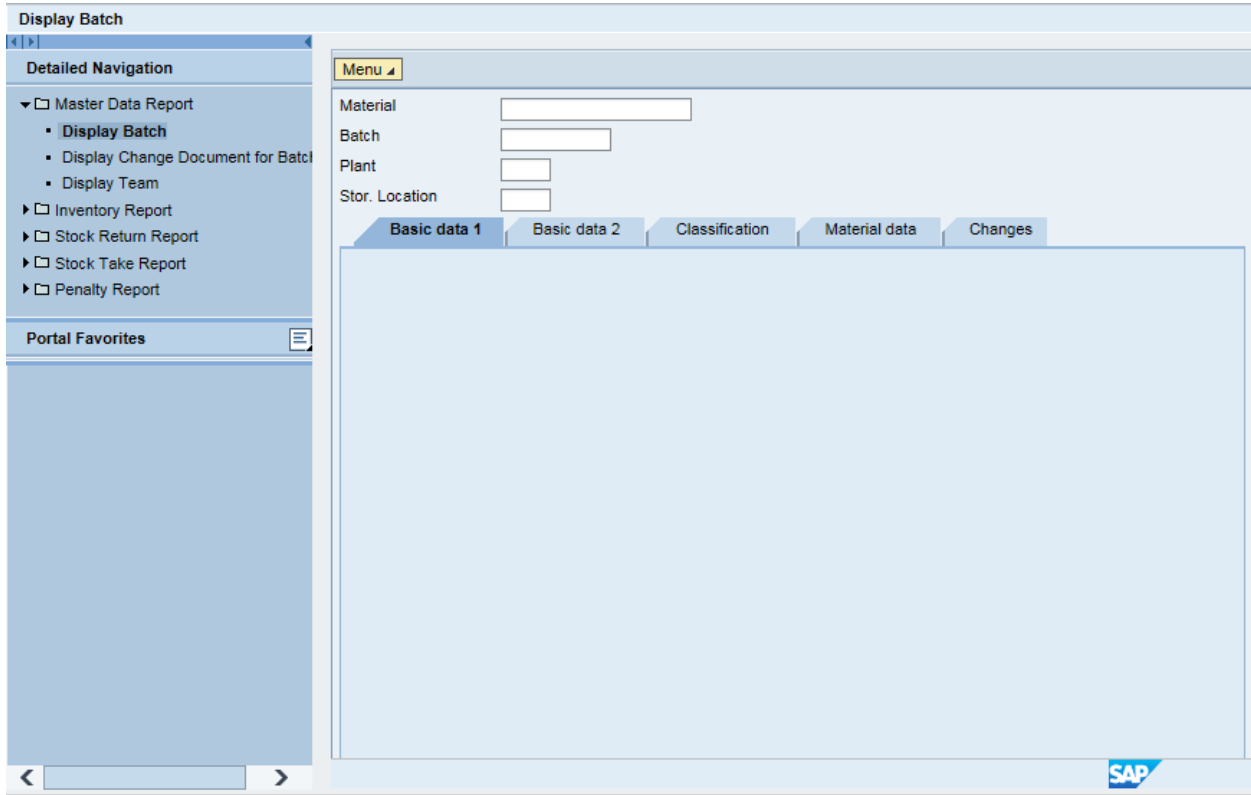 Display Batch
Detailed Navigation
Menu
Master Data Report
Display Batch
Display Change Document for Batch
Display Team
Inventory Report
Stock Return Report
Stock Take Report
Penalty Report
Portal Favorites
Material
Batch
Plant
Stor. Location
Basic data 1 Basic data 2 Classification Material data Changes
SAP